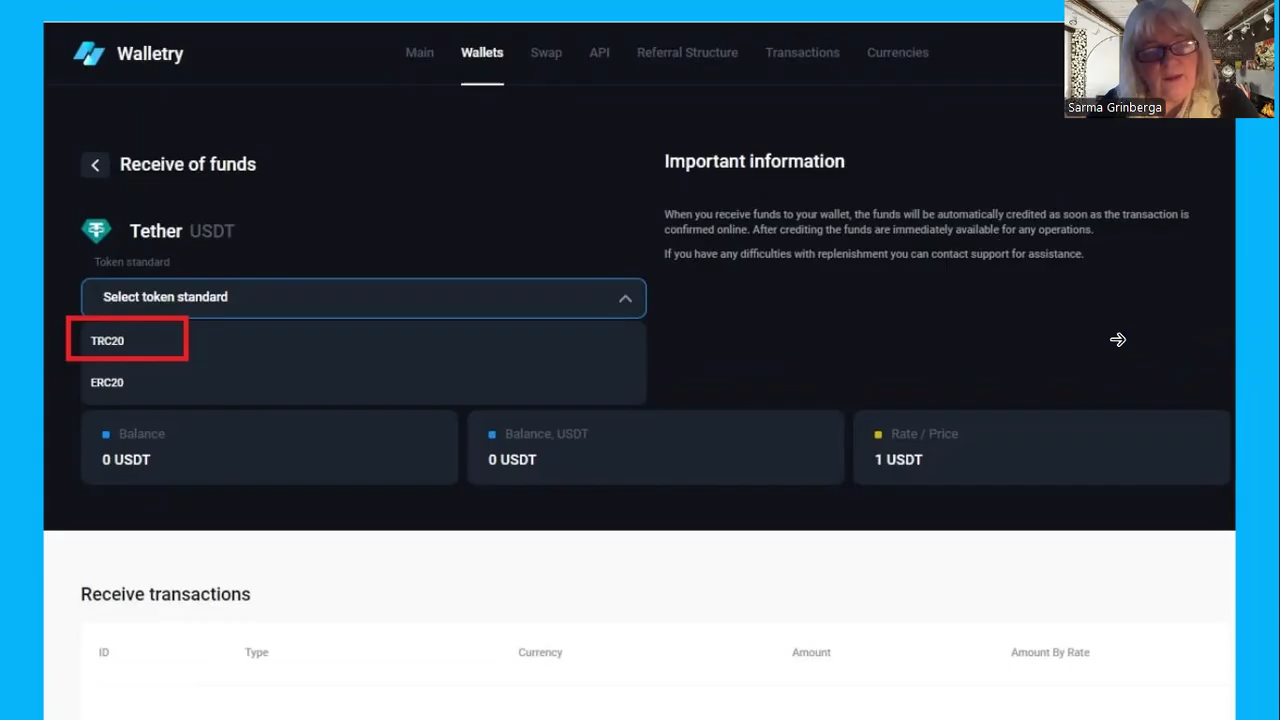 Walletry
Main
Wallets
Swap
API
Referral Structure
Transactions
Currencies
Sarma Grinberga
Receive of funds
Tether USDT
Token standard
Select token standard
TRC20
ERC20
Important information
When you receive funds to your wallet, the funds will be automatically credited as soon as the transaction is
confirmed online. After crediting the funds are immediately available for any operations.
If you have any difficulties with replenishment you can contact support for assistance.
Balance
0 USDT
Balance, USDT
0 USDT
Rate / Price
1 USDT
Receive transactions
ID
Type
Currency
Amount
Amount By Rate